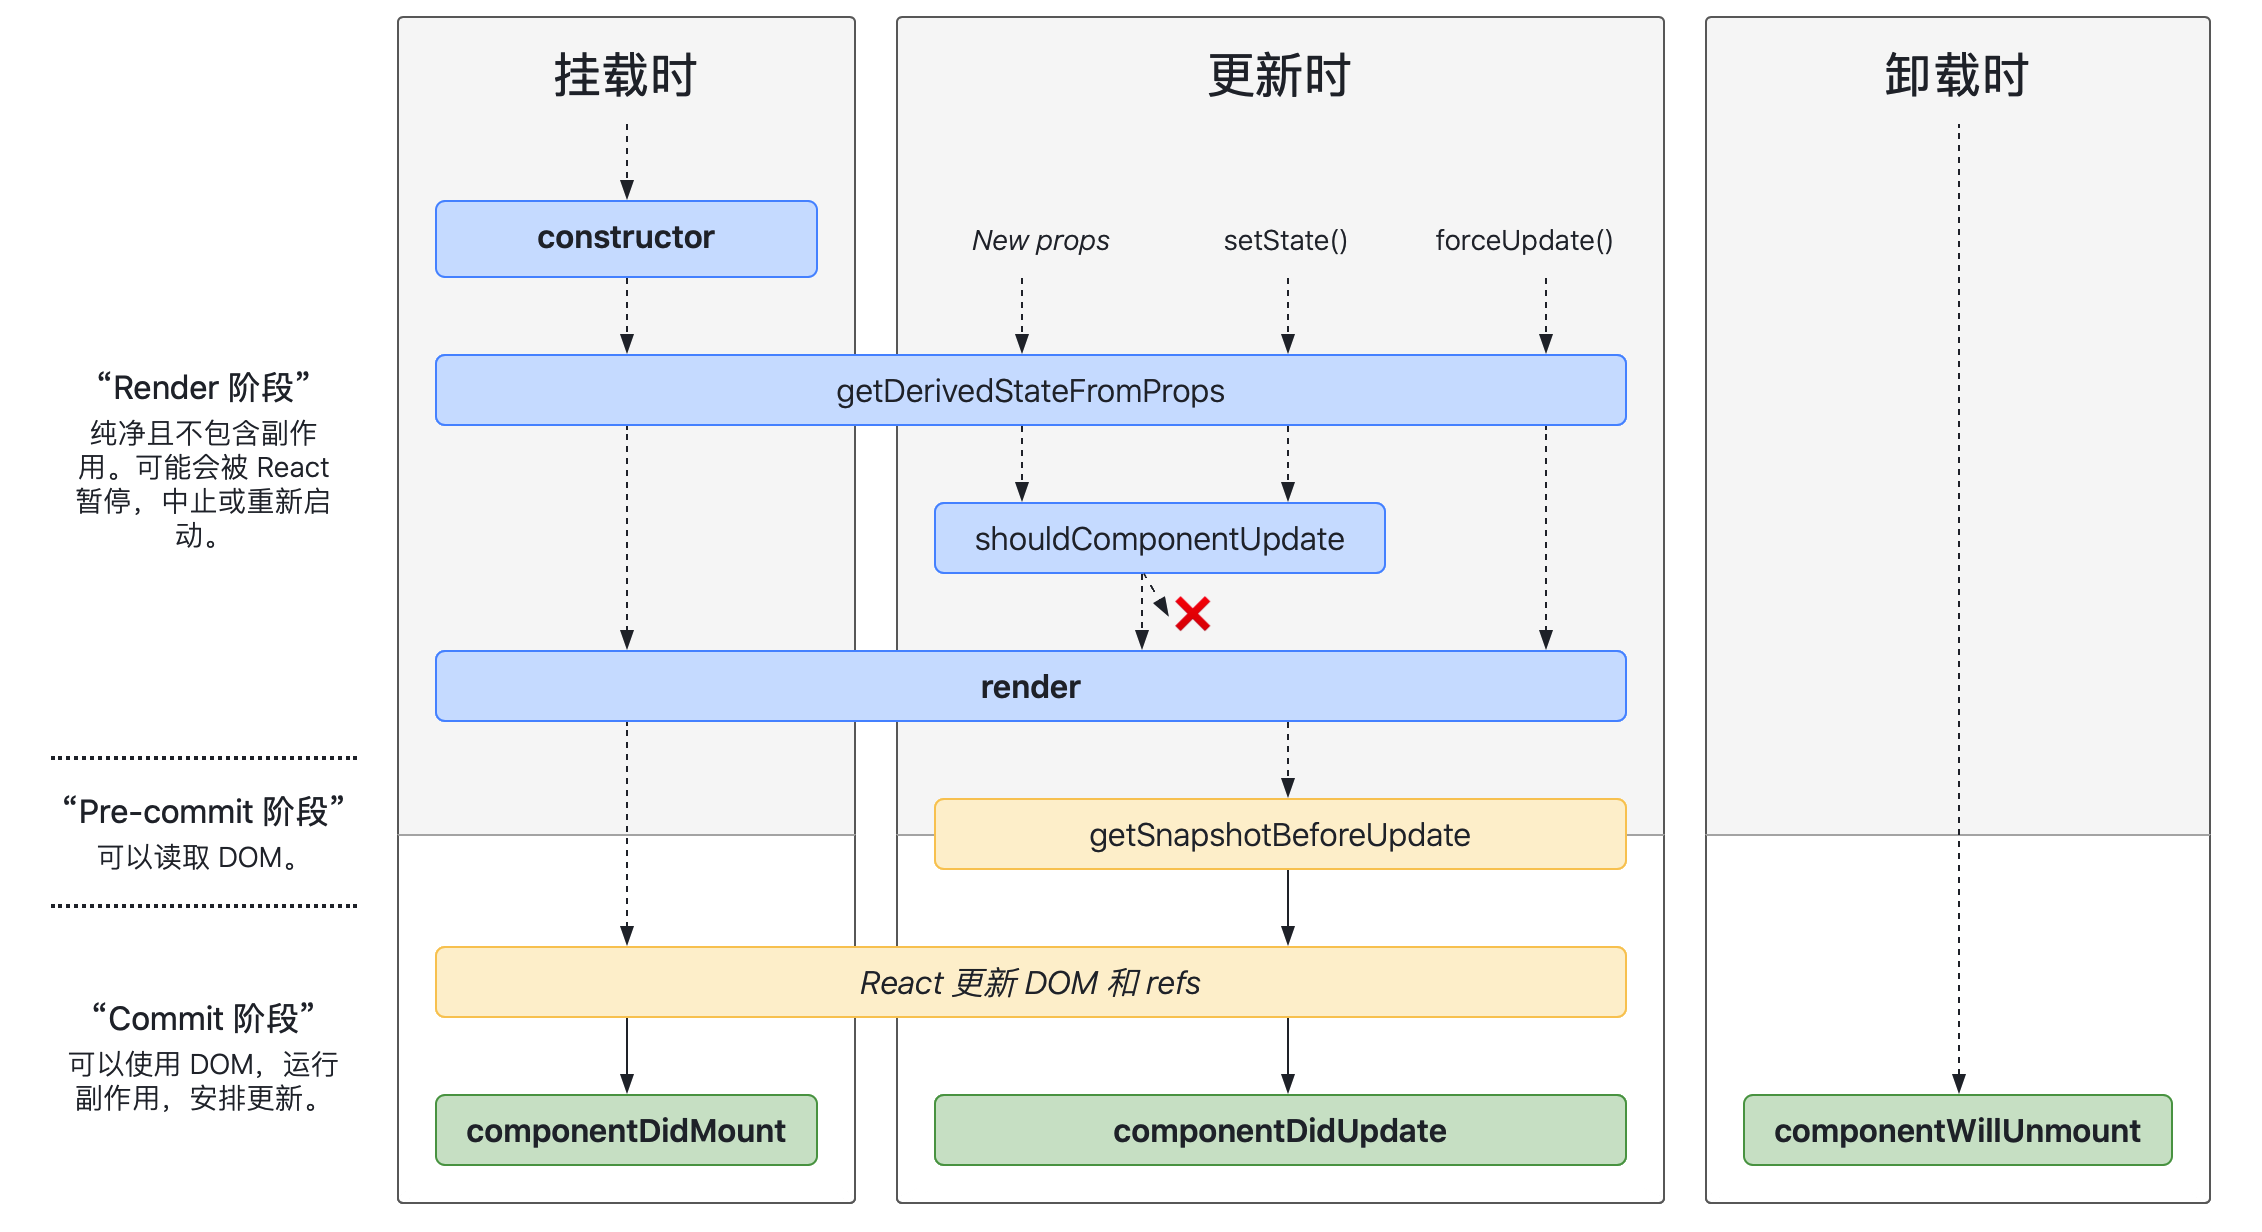 挂载时
更新时
卸载时
constructor
New props
setState()
forceUpdate()
“Render 阶段”
纯净且不包含副作
用。可能会被 React
暂停，中止或重新启
动。
getDerivedStateFromProps
shouldComponentUpdate
render
“Pre-commit 阶段”
可以读取 DOM。
getSnapshotBeforeUpdate
“Commit 阶段”
可以使用 DOM，运行
副作用，安排更新。
React 更新 DOM 和 refs
componentDidMount
componentDidUpdate
componentWillUnmount